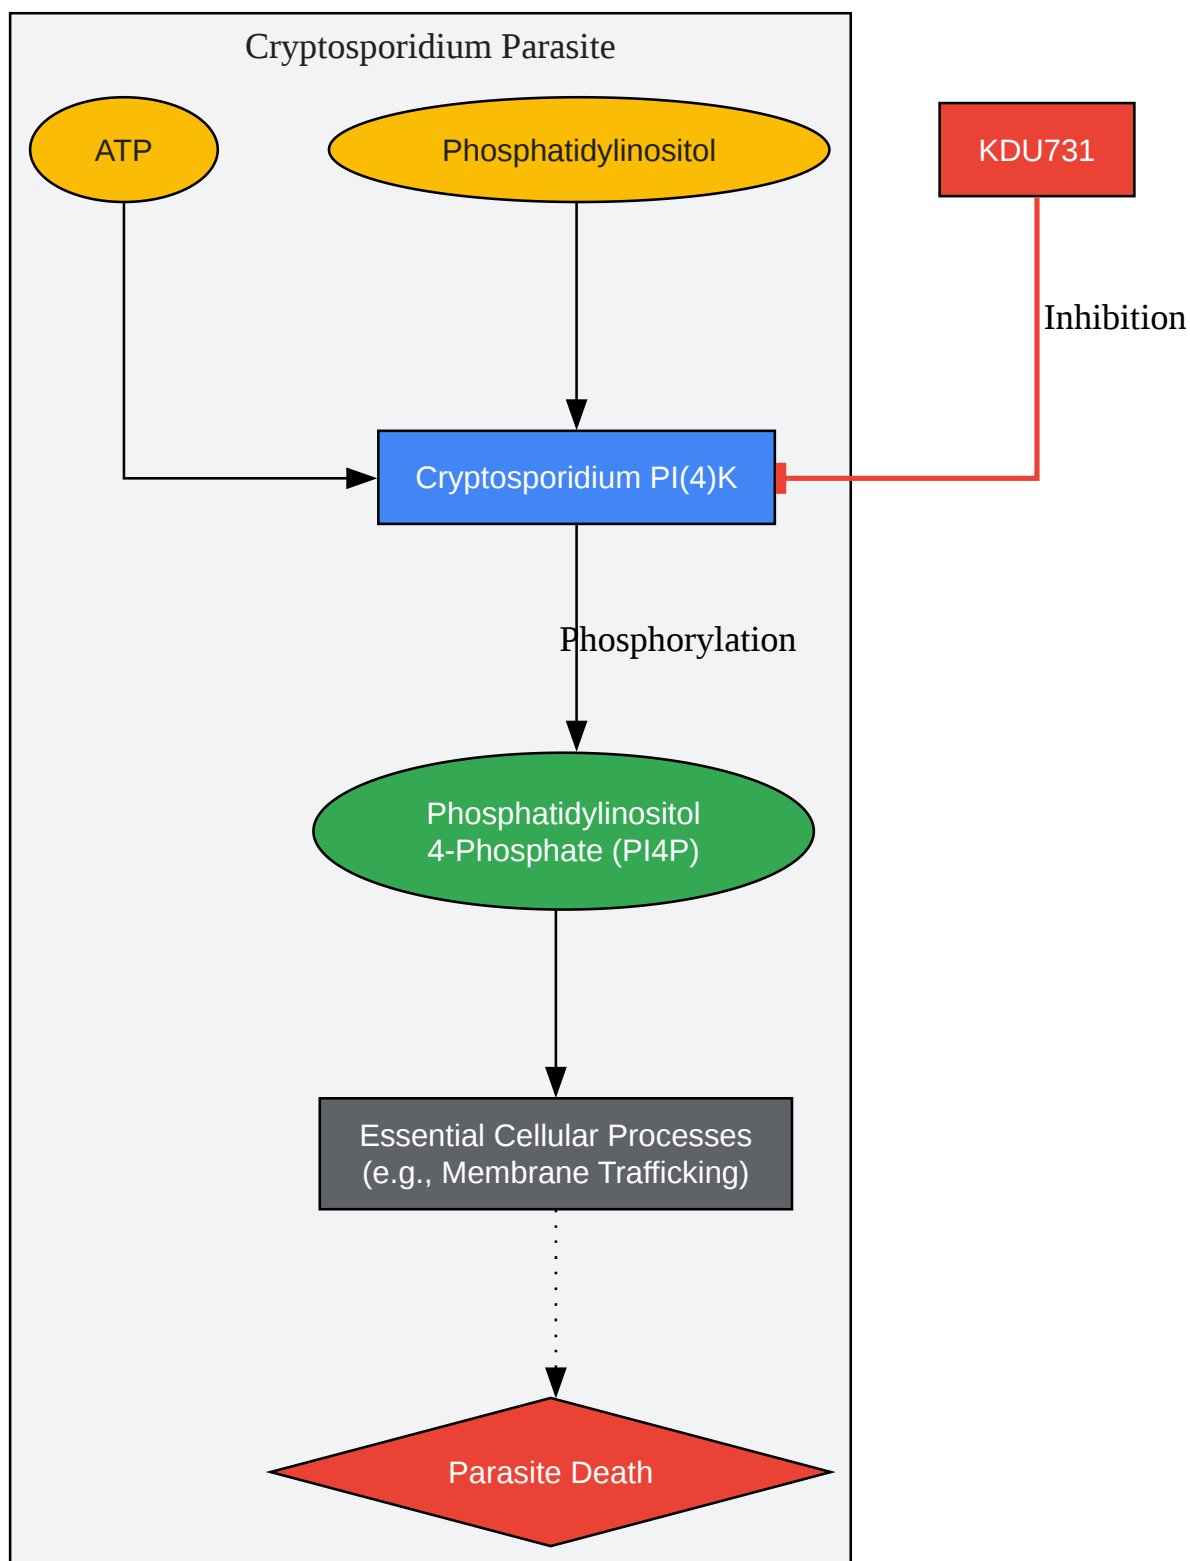 Cryptosporidium Parasite
ATP
Phosphatidylinositol
KDU731
Inhibition
Cryptosporidium PI(4)K
Phosphorylation
Phosphatidylinositol
4-Phosphate (PI4P)
Essential Cellular Processes
(e.g., Membrane Trafficking)
Parasite Death